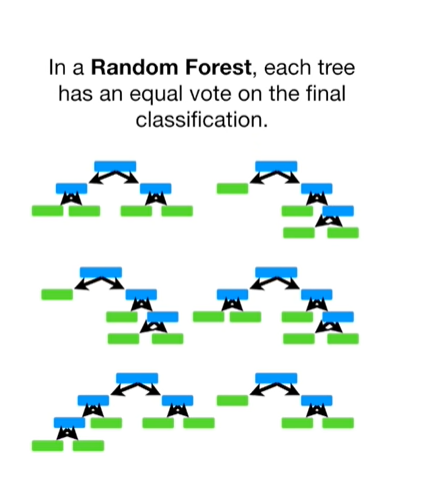 In a Random Forest, each tree
has an equal vote on the final
classification.